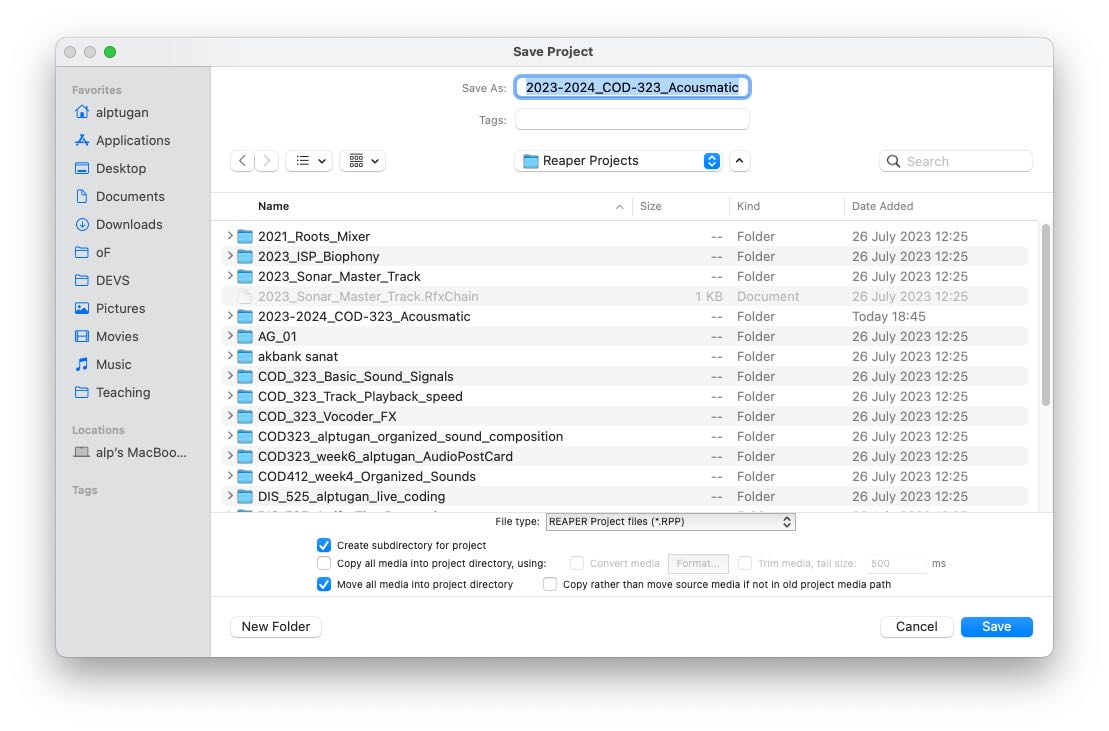 Save Project
Favorites
alptugan
Applications
Desktop
Documents
Downloads
oF
DEVS
Pictures
Movies
Music
Teaching
Locations
alp's MacBoo...
Tags
Save As: 2023-2024_COD-323_Acousmatic
Tags:
Reaper Projects
Search
Name Size Kind Date Added
2021_Roots_Mixer -- Folder 26 July 2023 12:25
2023_ISP_Biophony -- Folder 26 July 2023 12:25
2023_Sonar_Master_Track -- Folder 26 July 2023 12:25
2023_Sonar_Master_Track.RfxChain 1 KB Document 26 July 2023 12:25
2023-2024_COD-323_Acousmatic -- Folder Today 18:45
AG_01 -- Folder 26 July 2023 12:25
akbank sanat -- Folder 26 July 2023 12:25
COD_323_Basic_Sound_Signals -- Folder 26 July 2023 12:25
COD_323_Track_Playback_speed -- Folder 26 July 2023 12:25
COD_323_Vocoder_FX -- Folder 26 July 2023 12:25
COD323_alptugan_organized_sound_composition -- Folder 26 July 2023 12:25
COD323_week6_alptugan_AudioPostCard -- Folder 26 July 2023 12:25
COD412_week4_Organized_Sounds -- Folder 26 July 2023 12:25
DIS_525_alptugan_live_coding -- Folder 26 July 2023 12:25
File type: REAPER Project files (*.RPP)
Create subdirectory for project
Copy all media into project directory, using: Convert media Format... Trim media, tail size: 500 ms
Move all media into project directory Copy rather than move source media if not in old project media path
New Folder Cancel Save